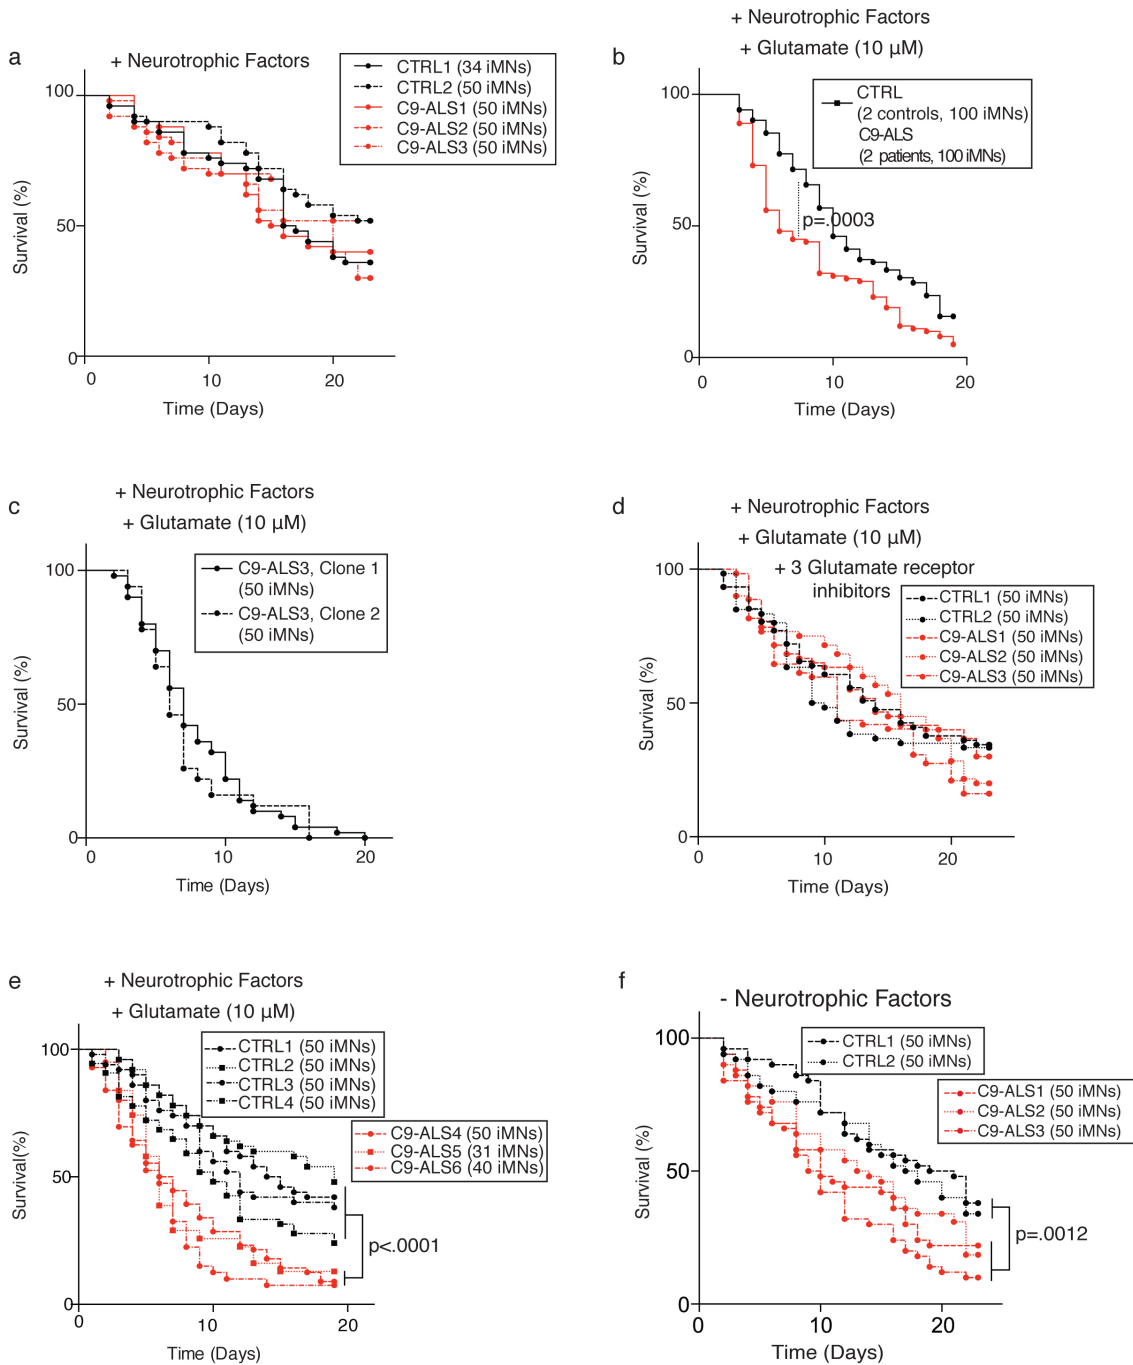 a
+ Neurotrophic Factors
CTRL1 (34 iMNs)
CTRL2 (50 iMNs)
C9-ALS1 (50 iMNs)
C9-ALS2 (50 iMNs)
C9-ALS3 (50 iMNs)
100
50
0
Survival (%)
0
10
20
Time (Days)
b
+ Neurotrophic Factors
+ Glutamate (10 µM)
CTRL
(2 controls, 100 iMNs)
C9-ALS
(2 patients, 100 iMNs)
p=.0003
100
50
0
Survival (%)
0
10
20
Time (Days)
c
+ Neurotrophic Factors
+ Glutamate (10 µM)
C9-ALS3, Clone 1
(50 iMNs)
C9-ALS3, Clone 2
(50 iMNs)
100
50
0
Survival (%)
0
10
20
Time (Days)
d
+ Neurotrophic Factors
+ Glutamate (10 µM)
+ 3 Glutamate receptor
inhibitors
CTRL1 (50 iMNs)
CTRL2 (50 iMNs)
C9-ALS1 (50 iMNs)
C9-ALS2 (50 iMNs)
C9-ALS3 (50 iMNs)
100
50
0
Survival (%)
0
10
20
Time (Days)
e
+ Neurotrophic Factors
+ Glutamate (10 µM)
CTRL1 (50 iMNs)
CTRL2 (50 iMNs)
CTRL3 (50 iMNs)
CTRL4 (50 iMNs)
C9-ALS4 (50 iMNs)
C9-ALS5 (31 iMNs)
C9-ALS6 (40 iMNs)
p<.0001
100
50
0
Survival(%)
0
10
20
Time (Days)
f
- Neurotrophic Factors
CTRL1 (50 iMNs)
CTRL2 (50 iMNs)
C9-ALS1 (50 iMNs)
C9-ALS2 (50 iMNs)
C9-ALS3 (50 iMNs)
p=.0012
100
50
0
Survival (%)
0
10
20
Time (Days)